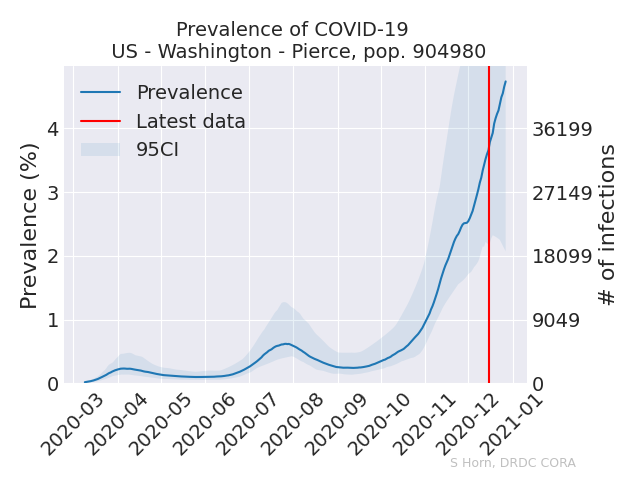 Prevalence of COVID-19
US - Washington - Pierce, pop. 904980
Prevalence
Latest data
95CI
Prevalence (%)
4
3
2
1
0
36199
27149
18099
9049
0
# of infections
2020-03
2020-04
2020-05
2020-06
2020-07
2020-08
2020-09
2020-10
2020-11
2020-12
2021-01
S Horn, DRDC CORA